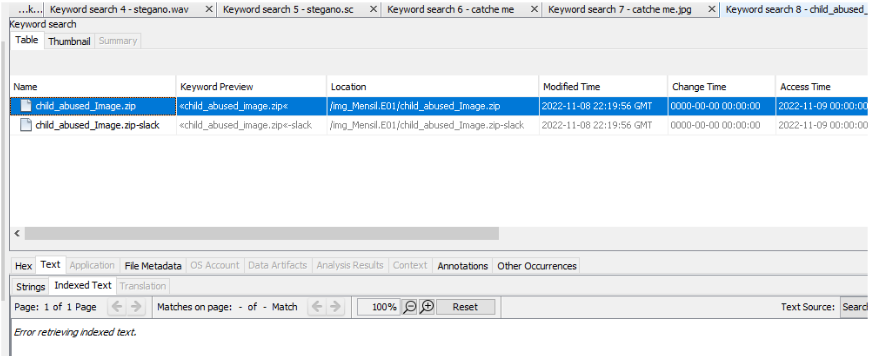 ...k... Keyword search 4 - stegano.wav × Keyword search 5 - stegano.sc × Keyword search 6 - catche me × Keyword search 7 - catche me.jpg × Keyword search 8 - child_abused_
Keyword search
Table Thumbnail Summary
Name Keyword Preview Location Modified Time Change Time Access Time
child_abused_Image.zip «child_abused_image.zip« /img_Mensil.E01/child_abused_Image.zip 2022-11-08 22:19:56 GMT 0000-00-00 00:00:00 2022-11-09 00:00:00
child_abused_Image.zip-slack «child_abused_image.zip«-slack /img_Mensil.E01/child_abused_Image.zip-slack 2022-11-08 22:19:56 GMT 0000-00-00 00:00:00 2022-11-09 00:00:00
Hex Text Application File Metadata OS Account Data Artifacts Analysis Results Context Annotations Other Occurrences
Strings Indexed Text Translation
Page: 1 of 1 Page Matches on page: - of - Match 100% Reset Text Source: Search
Error retrieving indexed text.